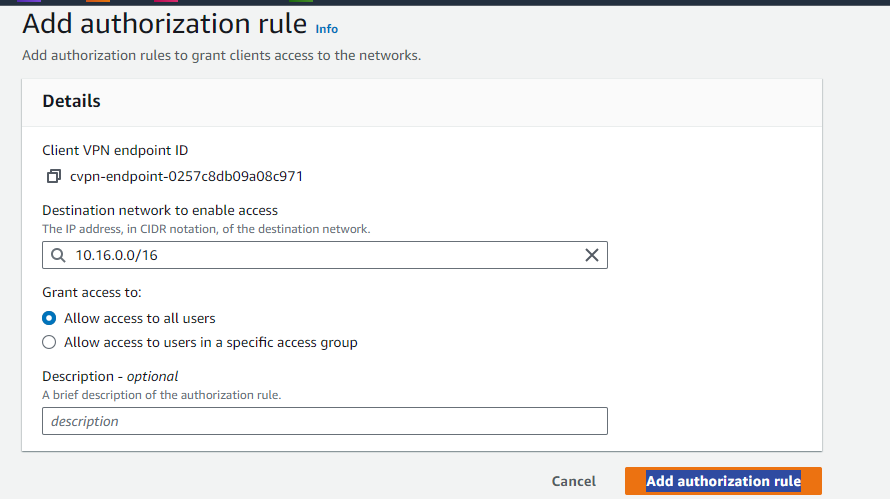 Add authorization rule Info
Add authorization rules to grant clients access to the networks.
Details
Client VPN endpoint ID
cvpn-endpoint-0257c8db09a08c971
Destination network to enable access
The IP address, in CIDR notation, of the destination network.
10.16.0.0/16
Grant access to:
Allow access to all users
Allow access to users in a specific access group
Description - optional
A brief description of the authorization rule.
description
Cancel Add authorization rule